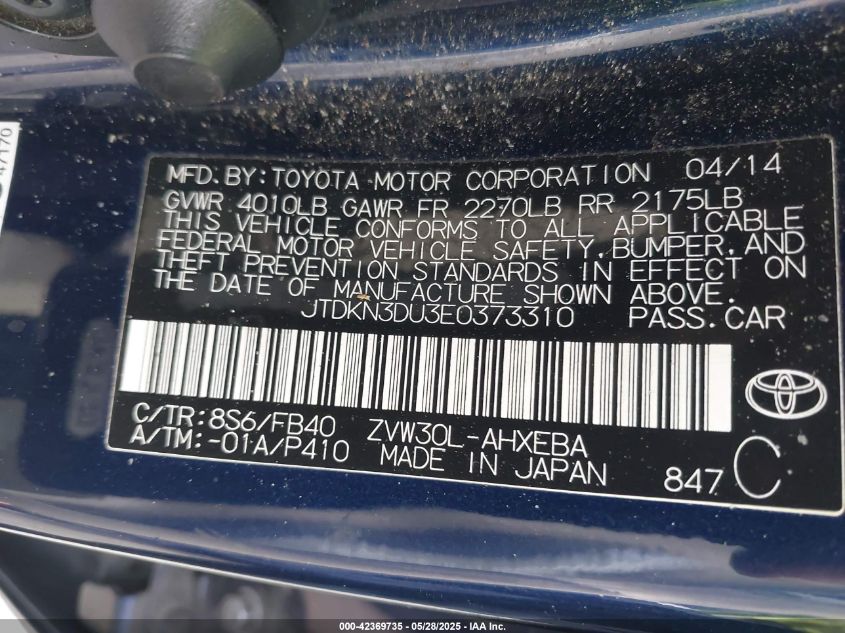 47170
MFD. BY: TOYOTA MOTOR CORPORATION 04/14
GVWR 4010LB GAWR FR 2270LB RR 2175LB
THIS VEHICLE CONFORMS TO ALL APPLICABLE
FEDERAL MOTOR VEHICLE SAFETY, BUMPER, AND
THEFT PREVENTION STANDARDS IN EFFECT ON
THE DATE OF MANUFACTURE SHOWN ABOVE.
JTDKN3DU3E0373310 PASS. CAR
C/TR: 8S6/FB40 ZVW30L-AHXEBA
A/TM: -01A/P410 MADE IN JAPAN 847 C
000-42369735 - 05/28/2025 - IAA Inc.